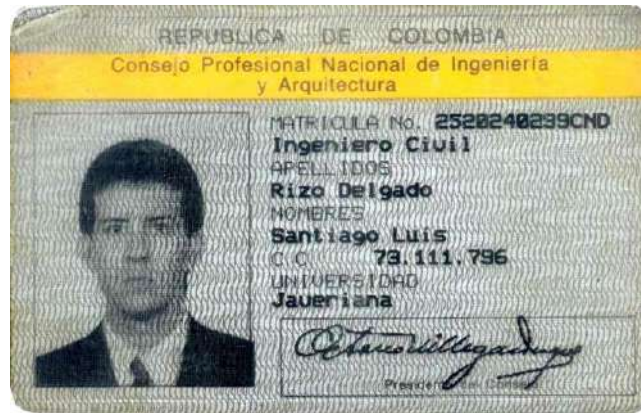 REPUBLICA DE COLOMBIA
Consejo Profesional Nacional de Ingeniería
y Arquitectura
MATRICULA No. 2520240239CND
Ingeniero Civil
APELLIDOS
Rizo Delgado
NOMBRES
Santiago Luis
C.C. 73.111.796
UNIVERSIDAD
Javeriana
Presidente del Consejo